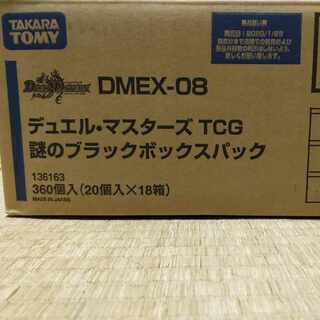 TAKARA
TOMY
DUEL MASTERS
DMEX-08
デュエル・マスターズ TCG
謎のブラックボックスパック
136163
360個入(20個入×18箱)
MADE IN JAPAN